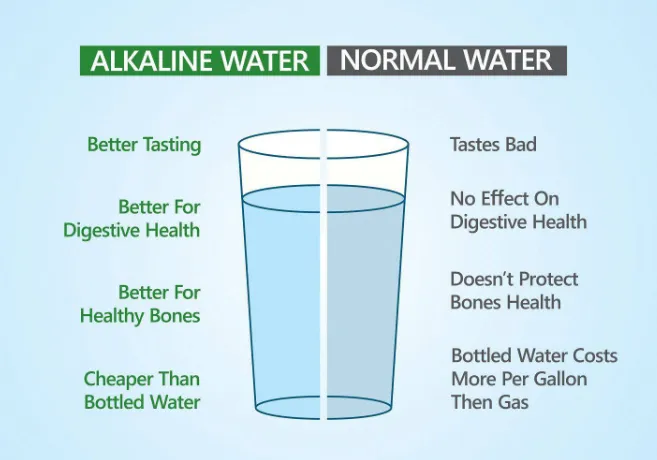 ALKALINE WATER
NORMAL WATER
Better Tasting
Tastes Bad
Better For
Digestive Health
No Effect On
Digestive Health
Better For
Healthy Bones
Doesn't Protect
Bones Health
Cheaper Than
Bottled Water
Bottled Water Costs
More Per Gallon
Then Gas